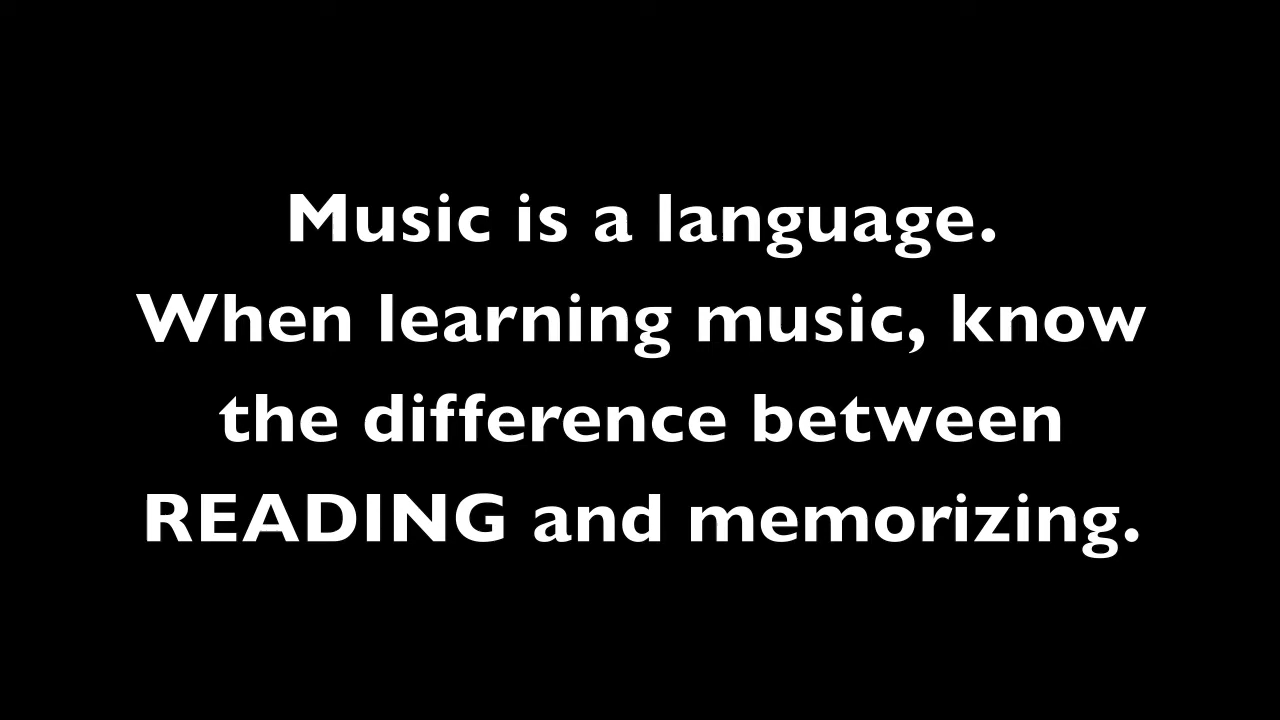 Music is a language.
When learning music, know
the difference between
READING and memorizing.